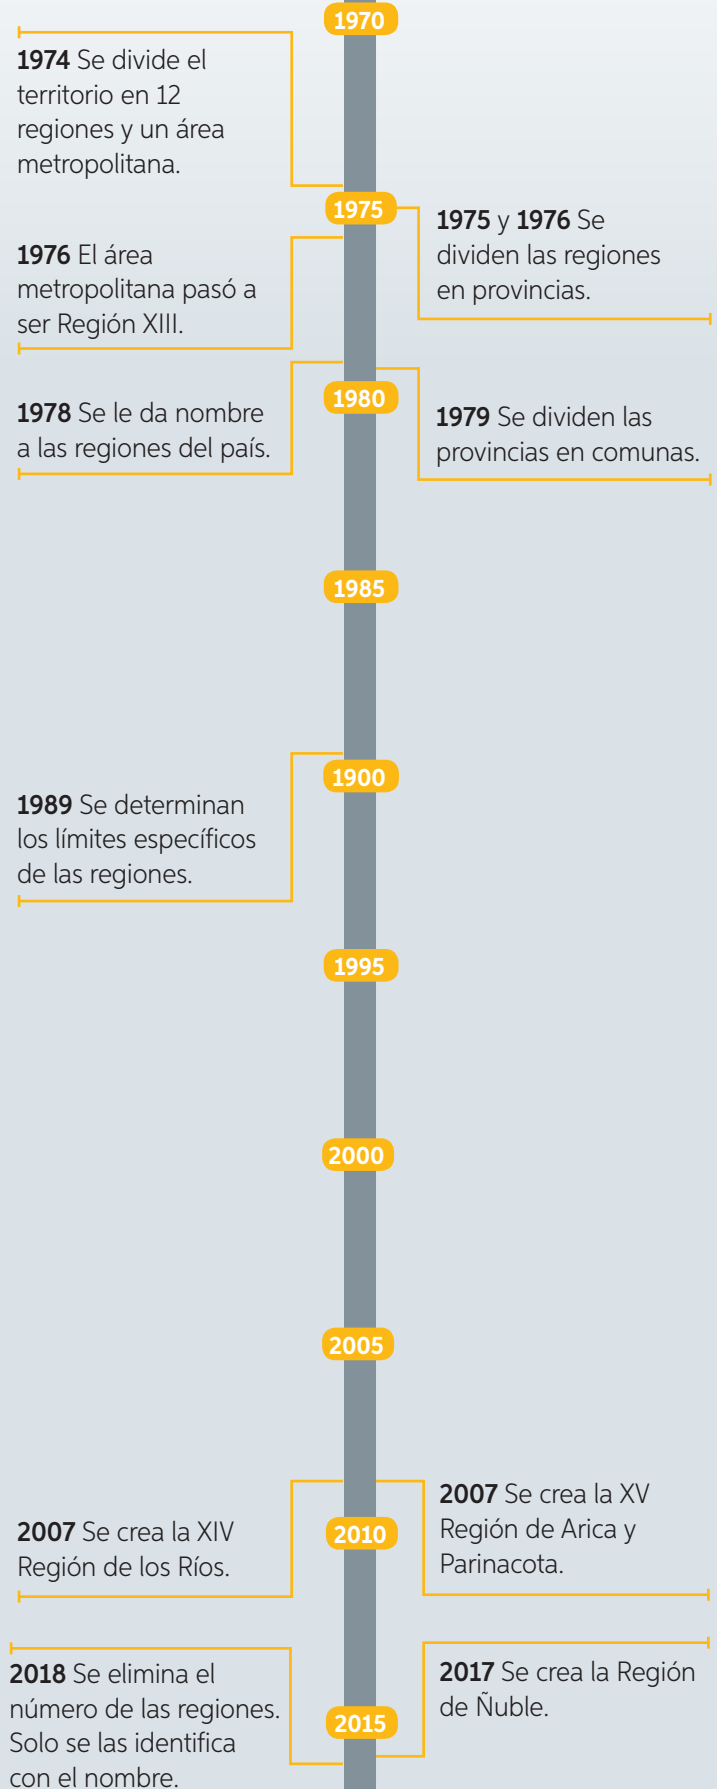 1970
1974 Se divide el
territorio en 12
regiones y un área
metropolitana.
1975
1975 y 1976 Se
dividen las regiones
en provincias.
1976 El área
metropolitana pasó a
ser Región XIII.
1980
1978 Se le da nombre
a las regiones del país.
1979 Se dividen las
provincias en comunas.
1985
1900
1989 Se determinan
los límites específicos
de las regiones.
1995
2000
2005
2007 Se crea la XIV
Región de los Ríos.
2010
2007 Se crea la XV
Región de Arica y
Parinacota.
2018 Se elimina el
número de las regiones.
Solo se las identifica
con el nombre.
2015
2017 Se crea la Región
de Ñuble.